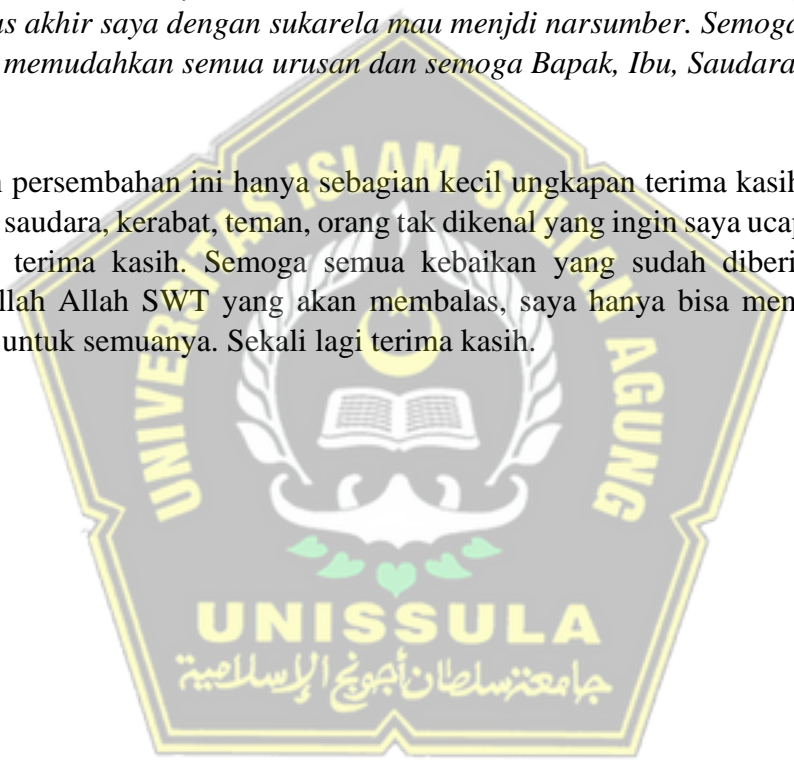 us akhir saya dengan sukarela mau menjdi narsumber. Semoga
memudahkan semua urusan dan semoga Bapak, Ibu, Saudara
persembahan ini hanya sebagian kecil ungkapan terima kasih
saudara, kerabat, teman, orang tak dikenal yang ingin saya ucap
terima kasih. Semoga semua kebaikan yang sudah diberi
llah Allah SWT yang akan membalas, saya hanya bisa men
untuk semuanya. Sekali lagi terima kasih.
UNIVERSITAS ISLAM SULTAN AGUNG
UNISSULA
جامعة سلطان أجونج الإسلامية